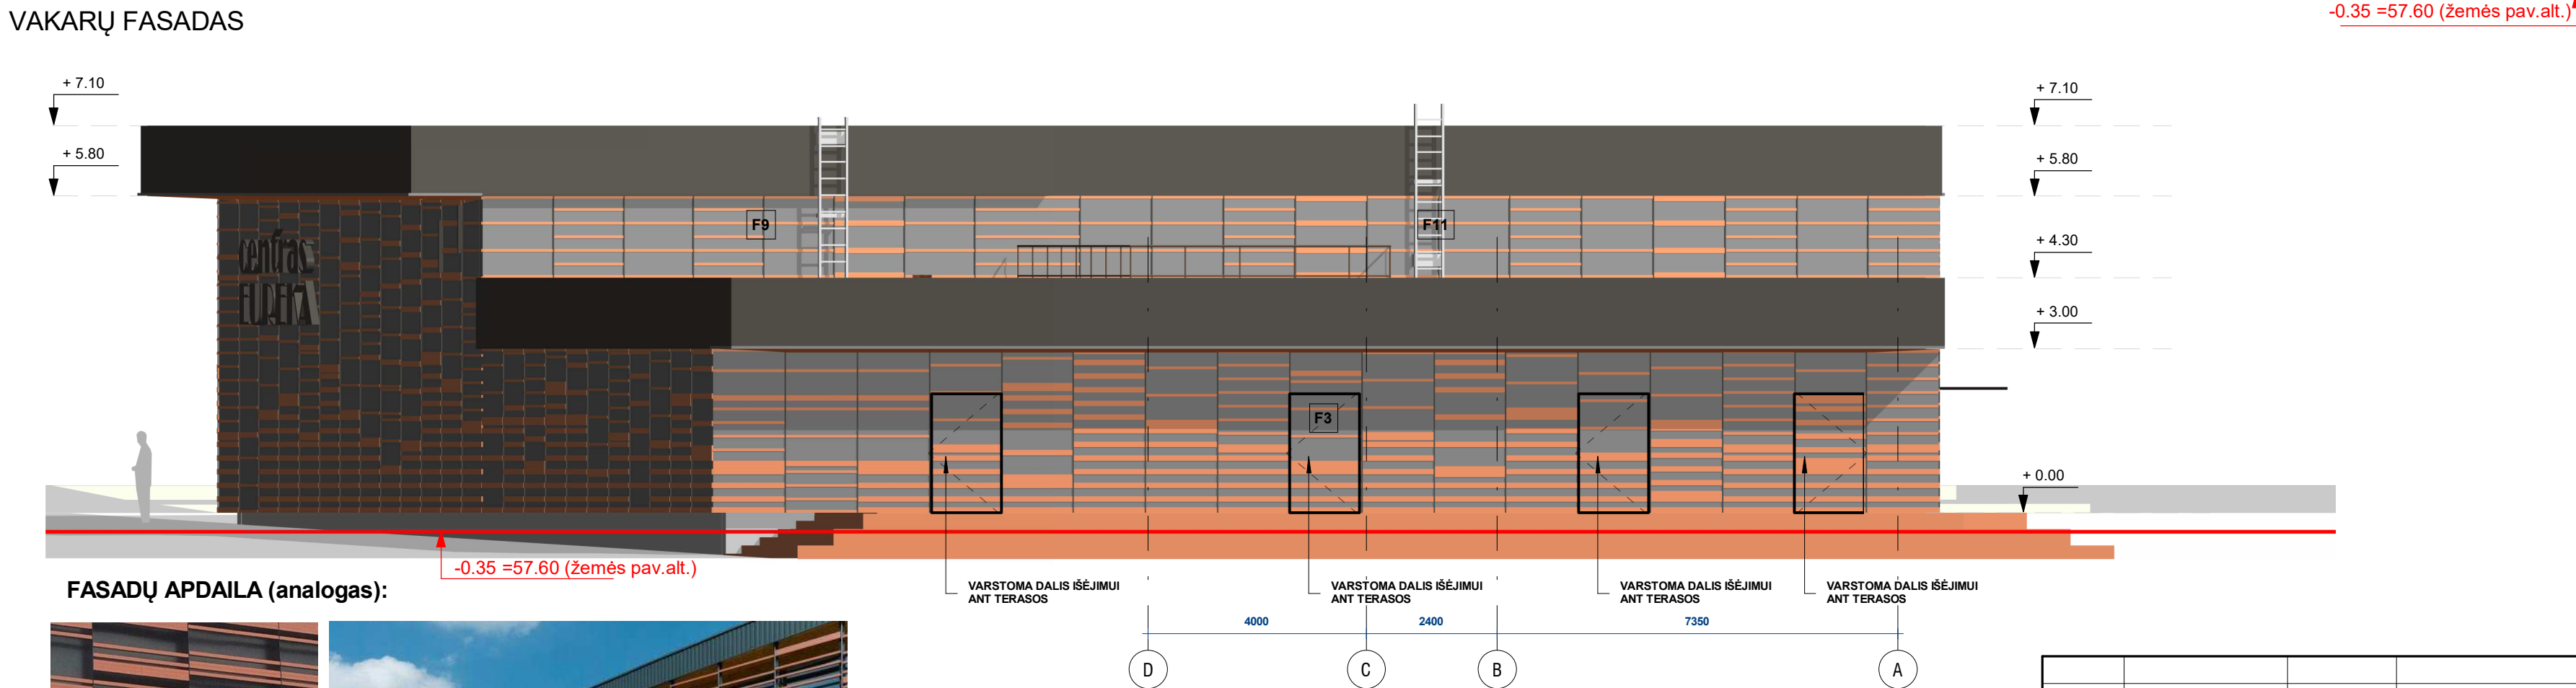 VAKARŲ FASADAS
-0.35 =57.60 (žemės pav.alt.)
+ 7.10
+ 7.10
+ 5.80
+ 5.80
F9
F11
centras
EUREKA
+ 4.30
+ 3.00
F3
+ 0.00
-0.35 =57.60 (žemės pav.alt.)
FASADŲ APDAILA (analogas):
VARSTOMA DALIS IŠĖJIMUI
ANT TERASOS
VARSTOMA DALIS IŠĖJIMUI
ANT TERASOS
VARSTOMA DALIS IŠĖJIMUI
ANT TERASOS
VARSTOMA DALIS IŠĖJIMUI
ANT TERASOS
4000
2400
7350
D
C
B
A